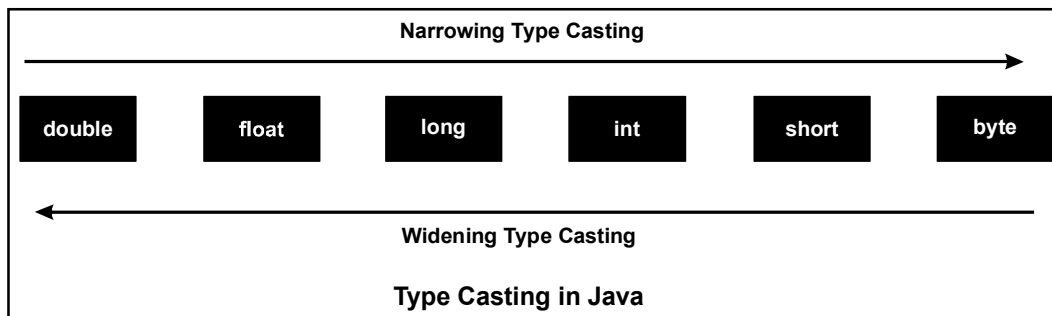 Narrowing Type Casting
double float long int short byte
Widening Type Casting
Type Casting in Java